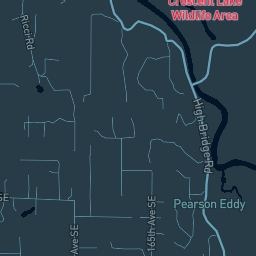 Crescent Lake
Wildlife Area
Ricci Rd
High Bridge Rd
Pearson Eddy
165th Ave SE
Ave SE